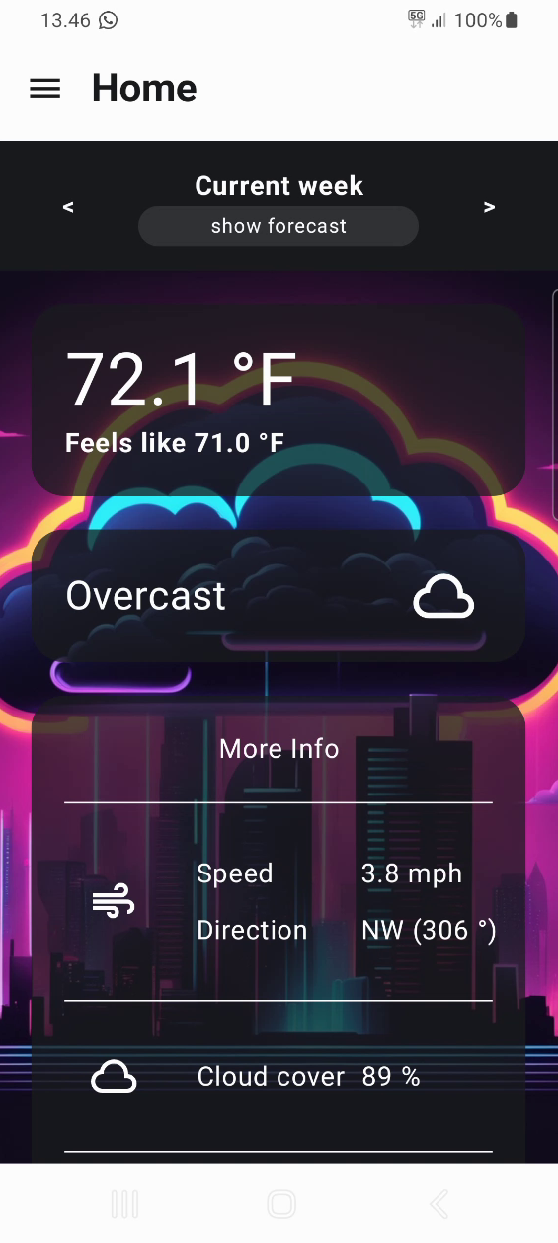 13.46 5G 100%
Home
Current week
< show forecast >
72.1 °F
Feels like 71.0 °F
Overcast
More Info
Speed 3.8 mph
Direction NW (306 °)
Cloud cover 89 %